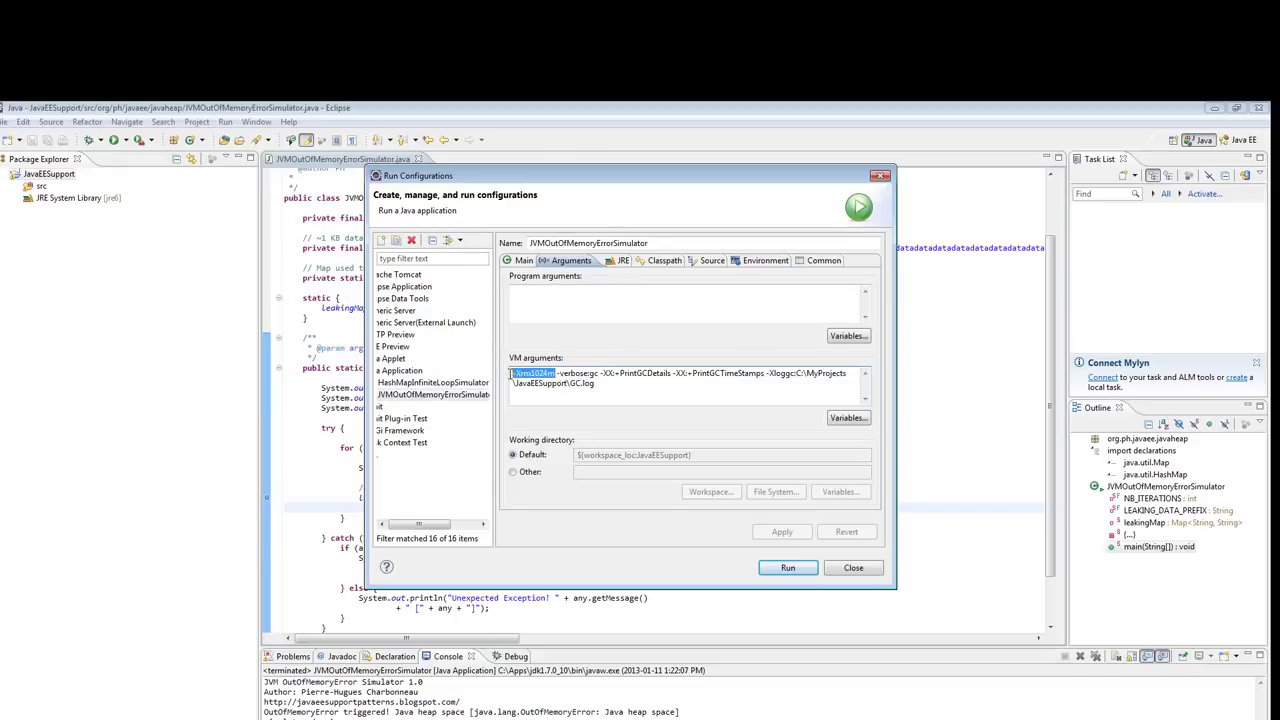 Java - JavaEESupport/src/org/ph/javaee/javaheap/JVMOutOfMemoryErrorSimulator.java - Eclipse
Edit Source Refactor Navigate Search Project Run Window Help
Java Java EE
Package Explorer
JavaEESupport
src
JRE System Library [jre6]
JVMOutOfMemoryErrorSimulator.java
*/
public class JVMO
private final
// ~1 KB data
private final
// Map used t
private stati
static {
}
/**
* @param arg
*/
public static
System.ou
System.ou
System.ou
try {
for (
}
} catch (
if (a
} else
System.out.println("Unexpected Exception! " + any.getMessage()
+ " [" + any + "]");
}
}
Run Configurations
Create, manage, and run configurations
Run a Java application
type filter text
ache Tomcat
pse Application
pse Data Tools
eric Server
eric Server(External Launch)
TP Preview
E Preview
a Applet
a Application
HashMapInfiniteLoopSimulator
JVMOutOfMemoryErrorSimulat
nit
it Plug-in Test
Gi Framework
k Context Test
Filter matched 16 of 16 items
Name: JVMOutOfMemoryErrorSimulator
Main Arguments JRE Classpath Source Environment Common
Program arguments:
Variables...
VM arguments:
-Xmx1024m -verbose:gc -XX:+PrintGCDetails -XX:+PrintGCTimeStamps -Xloggc:C:\MyProjects
\JavaEESupport\GC.log
Variables...
Working directory:
Default: ${workspace_loc:JavaEESupport}
Other:
Workspace... File System... Variables...
Apply Revert
Run Close
Task List
Find All Activate...
Connect Mylyn
Connect to your task and ALM tools or create a
local task.
Outline
org.ph.javaee.javaheap
import declarations
java.util.Map
java.util.HashMap
JVMOutOfMemoryErrorSimulator
NB_ITERATIONS : int
LEAKING_DATA_PREFIX : String
leakingMap : Map<String, String>
{...}
main(String[]) : void
Problems Javadoc Declaration Console Debug
<terminated> JVMOutOfMemoryErrorSimulator [Java Application] C:\Apps\jdk1.7.0_10\bin\javaw.exe (2013-01-11 1:22:07 PM)
JVM OutOfMemoryError Simulator 1.0
Author: Pierre-Hugues Charbonneau
http://javaeesupportpatterns.blogspot.com/
OutOfMemoryError triggered! Java heap space [java.lang.OutOfMemoryError: Java heap space]